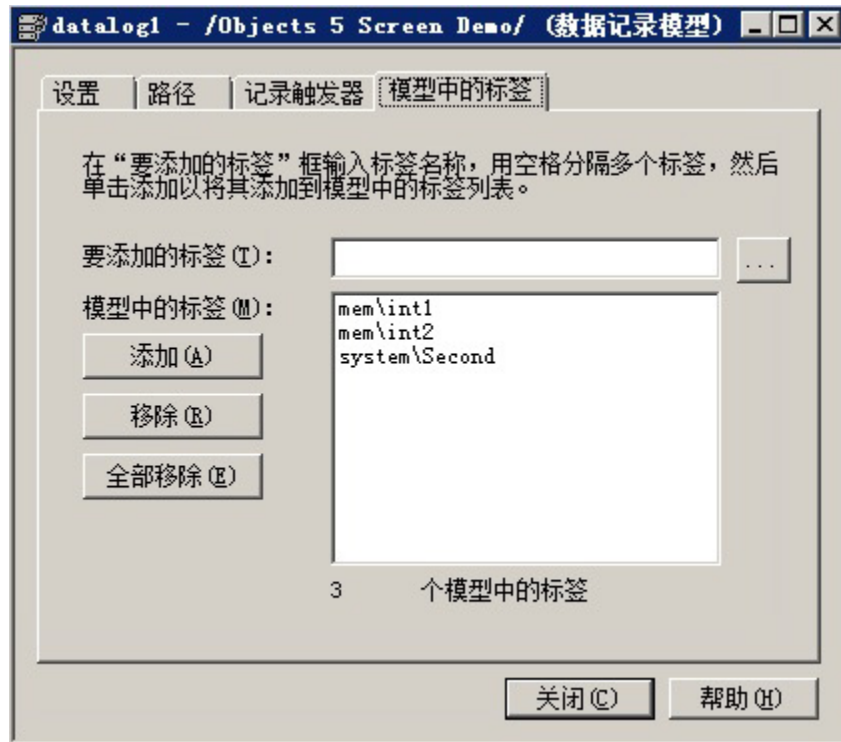 datalog1 - /Objects 5 Screen Demo/ (数据记录模型)
设置 路径 记录触发器 模型中的标签
在“要添加的标签”框输入标签名称，用空格分隔多个标签，然后
单击添加以将其添加到模型中的标签列表。
要添加的标签(T): ...
模型中的标签(M):
mem\int1
mem\int2
system\Second
添加(A)
移除(R)
全部移除(E)
3 个模型中的标签
关闭(C) 帮助(H)